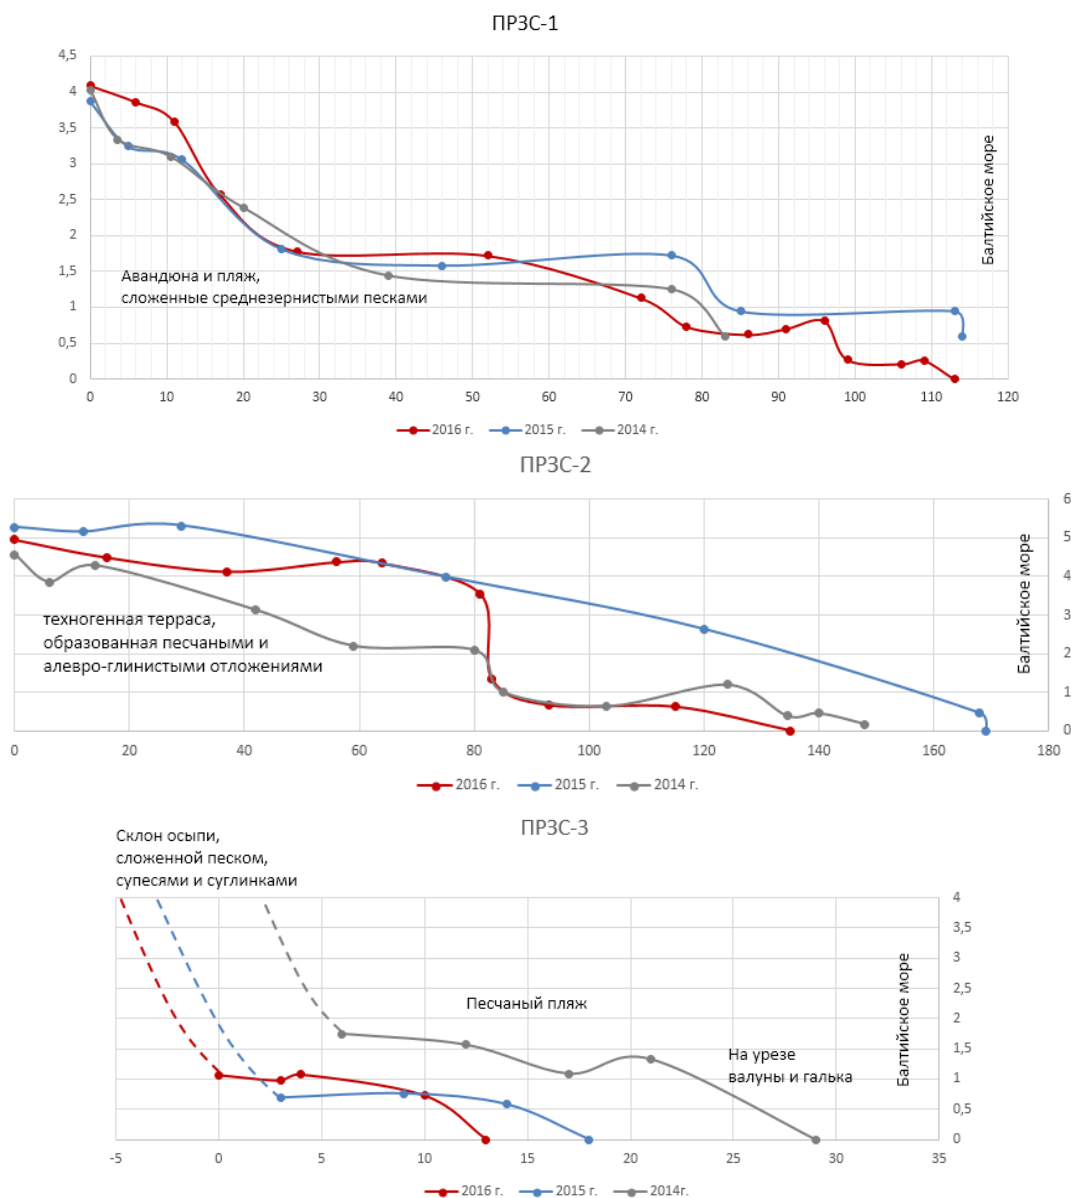 ПРЗС-1
4,5
4
3,5
3
2,5
2
1,5
1
0,5
0
Балтийское море
Авандюна и пляж,
сложенные среднезернистыми песками
0 10 20 30 40 50 60 70 80 90 100 110 120
2016 г. 2015 г. 2014 г.
ПРЗС-2
6
5
4
3
2
1
0
Балтийское море
техногенная терраса,
образованная песчаными и
алевро-глинистыми отложениями
0 20 40 60 80 100 120 140 160 180
2016 г. 2015 г. 2014 г.
ПРЗС-3
Склон осыпи,
сложенной песком,
супесями и суглинками
4
3,5
3
2,5
2
1,5
1
0,5
0
Балтийское море
Песчаный пляж
На урезе
валуны и галька
-5 0 5 10 15 20 25 30 35
2016 г. 2015 г. 2014г.